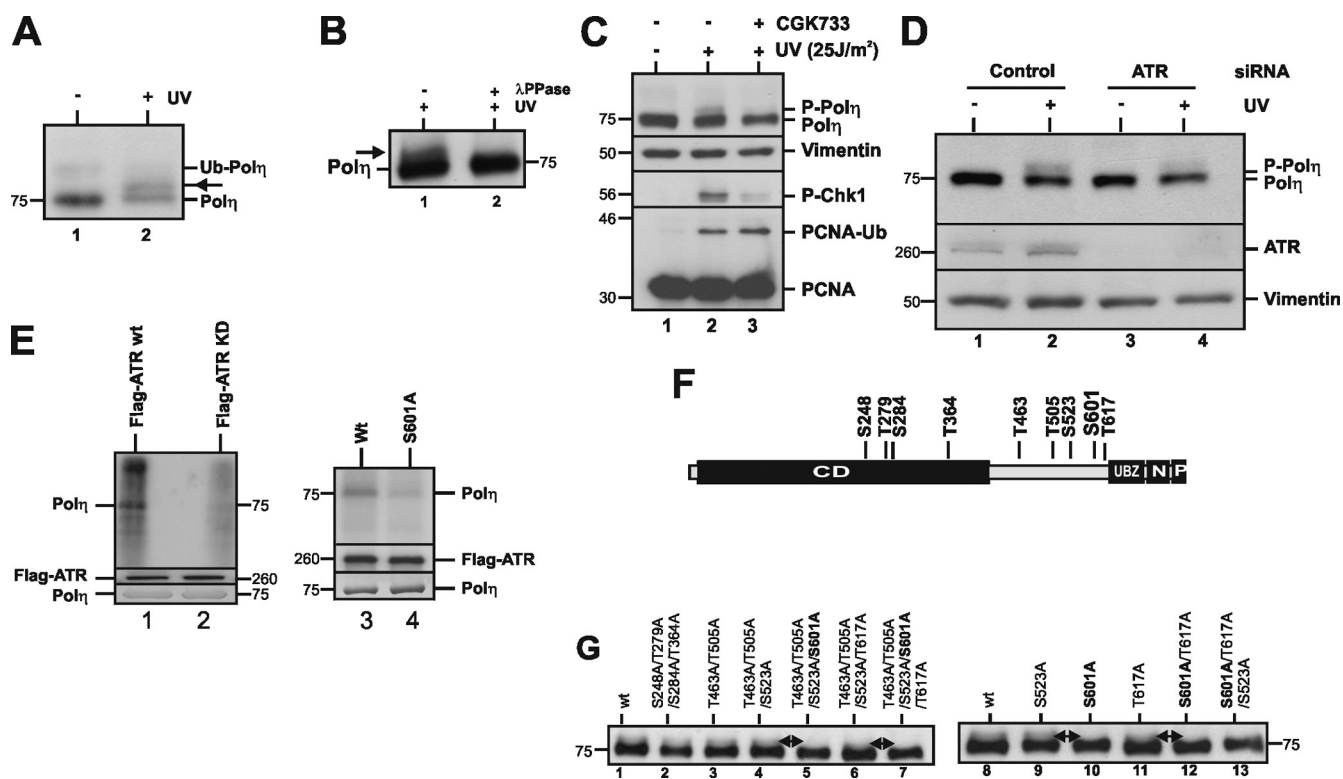 A
- + UV
Ub-Polη
75
Polη
1 2
B
- + λPPase
+ + UV
Polη
75
1 2
C
- - + CGK733
- + + UV (25J/m²)
P-Polη
75
Polη
50
Vimentin
56
P-Chk1
46
PCNA-Ub
30
PCNA
1 2 3
D
Control ATR siRNA
- + - + UV
P-Polη
75
Polη
260
ATR
50
Vimentin
1 2 3 4
E
Flag-ATR wt
Flag-ATR KD
Polη
75
Flag-ATR
260
Polη
75
1 2
Wt
S601A
75
Polη
260
Flag-ATR
75
Polη
3 4
F
S248
T279
S284
T364
T463
T505
S523
S601
T617
CD UBZ N P
G
wt
S248A/T279A
/S284A/T364A
T463A/T505A
T463A/T505A
/S523A
T463A/T505A
/S523A/S601A
T463A/T505A
/S523A/T617A
T463A/T505A
/S523A/S601A
/T617A
75
1 2 3 4 5 6 7
wt
S523A
S601A
T617A
S601A/T617A
S601A/T617A
/S523A
75
8 9 10 11 12 13